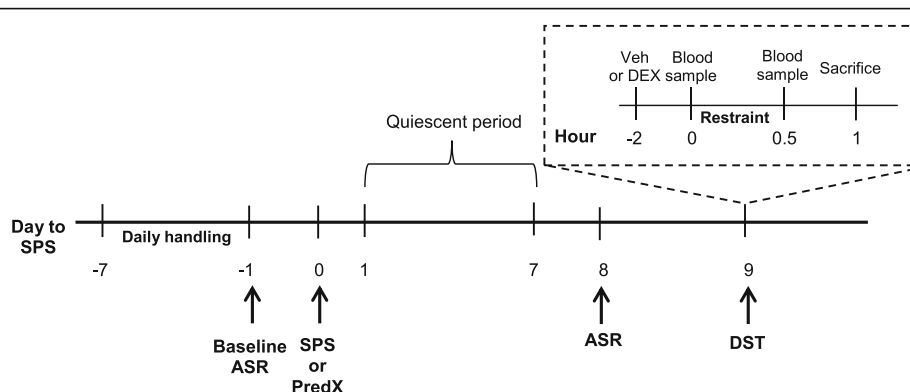 Veh Blood Blood
or DEX sample sample Sacrifice
Restraint
Hour -2 0 0.5 1
Quiescent period
Day to
SPS
Daily handling
-7 -1 0 1 7 8 9
Baseline
ASR
SPS
or
PredX
ASR
DST